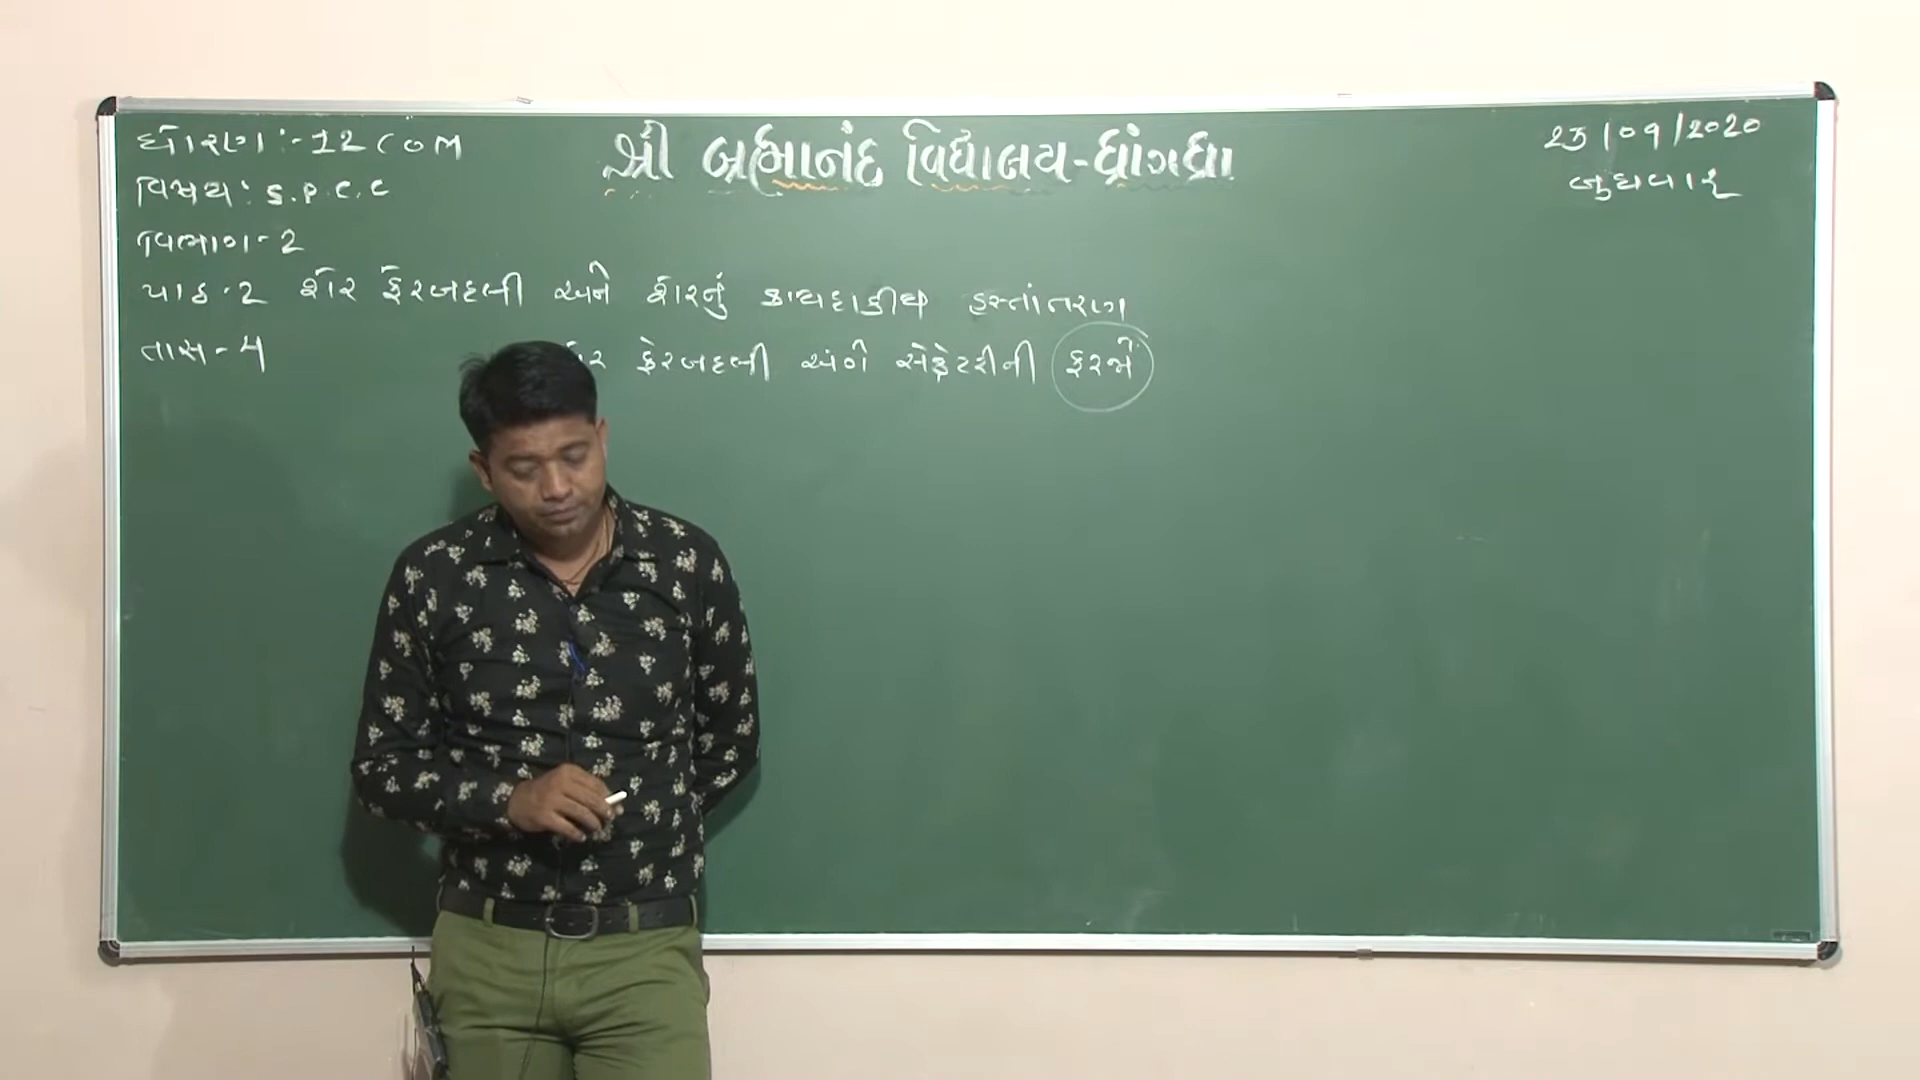 શ્રી બ્રહ્માનંદ વિદ્યાલય-ધ્રાંગધ્રા
23/09/2020
બુધવાર
ધોરણ :- 12 COM
વિષય : S.P.C.C
વિભાગ - 2
પાઠ - 2 શૅર ફેરબદલી અને શૅરનું કાયદાકીય હસ્તાંતરણ
તાસ - 4
ફેરબદલી અંગે સેક્રેટરીની ફરજો